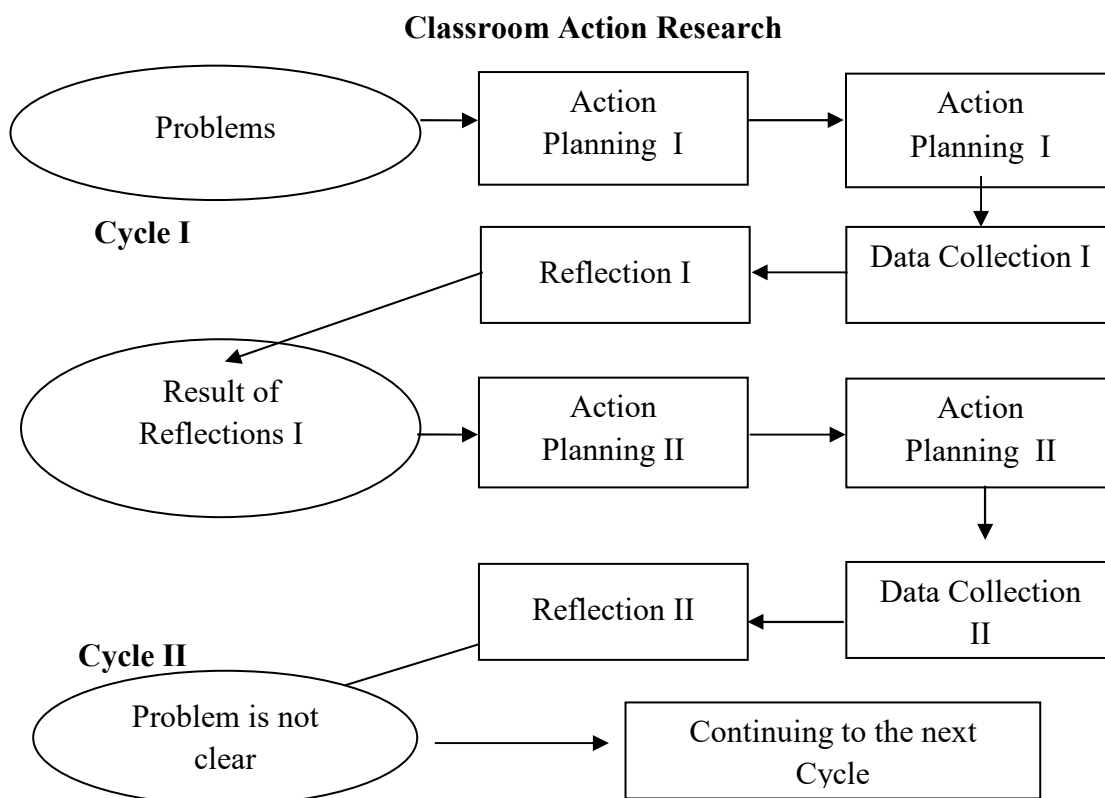 Classroom Action Research
Problems
Action
Planning I
Action
Planning I
Cycle I
Reflection I
Data Collection I
Result of
Reflections I
Action
Planning II
Action
Planning II
Reflection II
Data Collection
II
Cycle II
Problem is not
clear
Continuing to the next
Cycle